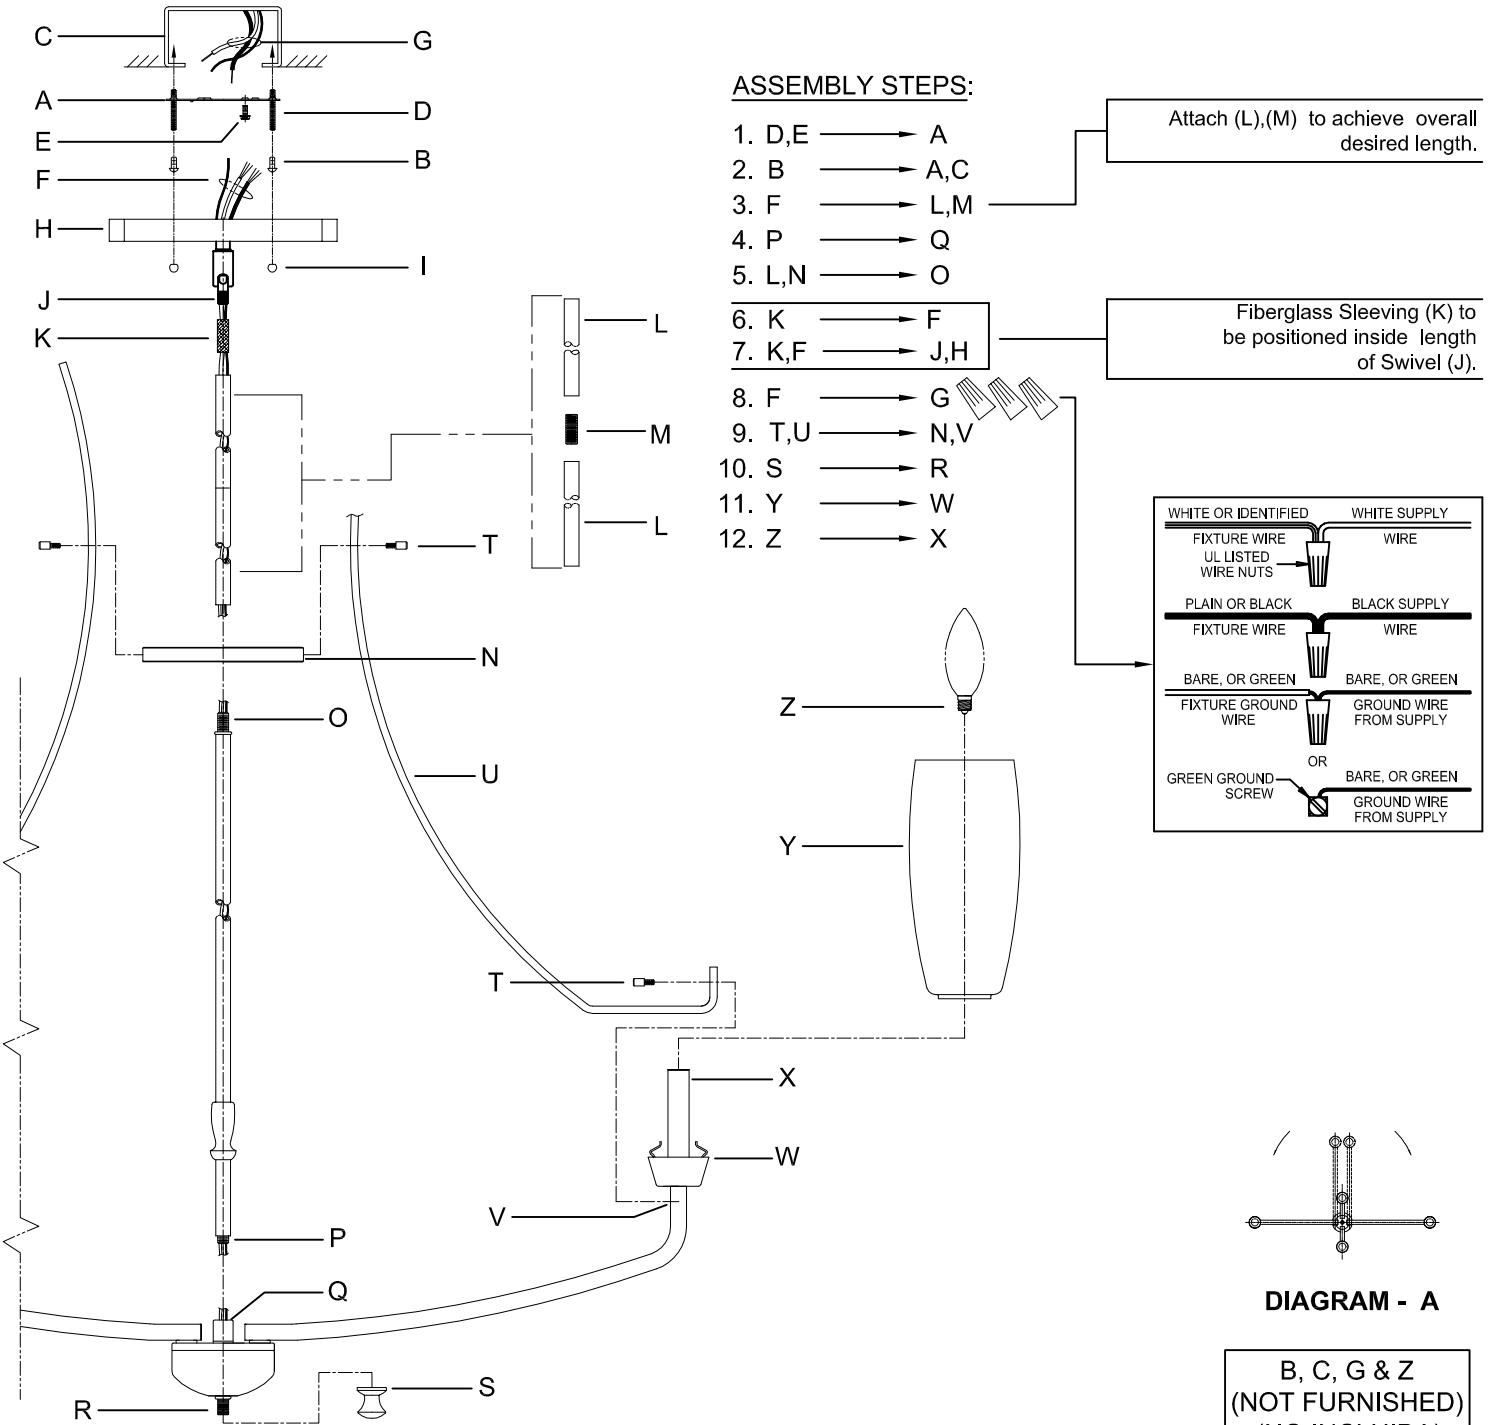 C
G
A
D
E
B
F
H
I
J
K
L
M
L
T
N
O
U
Z
Y
T
X
W
V
P
Q
S
R
ASSEMBLY STEPS:
1. D,E A
2. B A,C
3. F L,M
4. P Q
5. L,N O
6. K F
7. K,F J,H
8. F G
9. T,U N,V
10. S R
11. Y W
12. Z X
Attach (L),(M) to achieve overall
desired length.
Fiberglass Sleeving (K) to
be positioned inside length
of Swivel (J).
WHITE OR IDENTIFIED WHITE SUPPLY
FIXTURE WIRE WIRE
UL LISTED
WIRE NUTS
PLAIN OR BLACK BLACK SUPPLY
FIXTURE WIRE WIRE
BARE, OR GREEN BARE, OR GREEN
FIXTURE GROUND GROUND WIRE
WIRE FROM SUPPLY
OR
GREEN GROUND BARE, OR GREEN
SCREW GROUND WIRE
FROM SUPPLY
DIAGRAM - A
B, C, G & Z
(NOT FURNISHED)